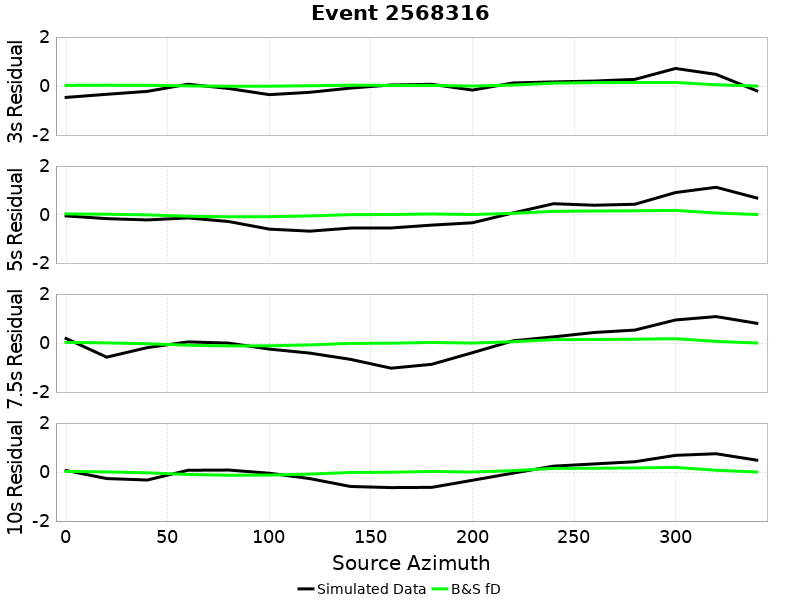 Event 2568316
3s Residual
2
0
-2
5s Residual
2
0
-2
7.5s Residual
2
0
-2
10s Residual
2
0
-2
0 50 100 150 200 250 300
Source Azimuth
Simulated Data B&S fD